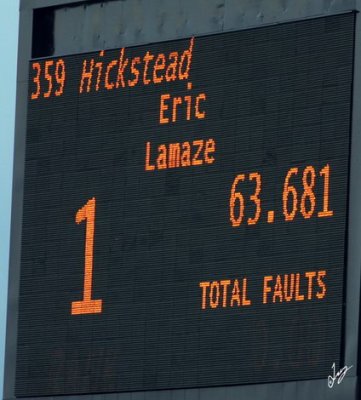 359 Hickstead
Eric
Lamaze
63.681
1
TOTAL FAULTS